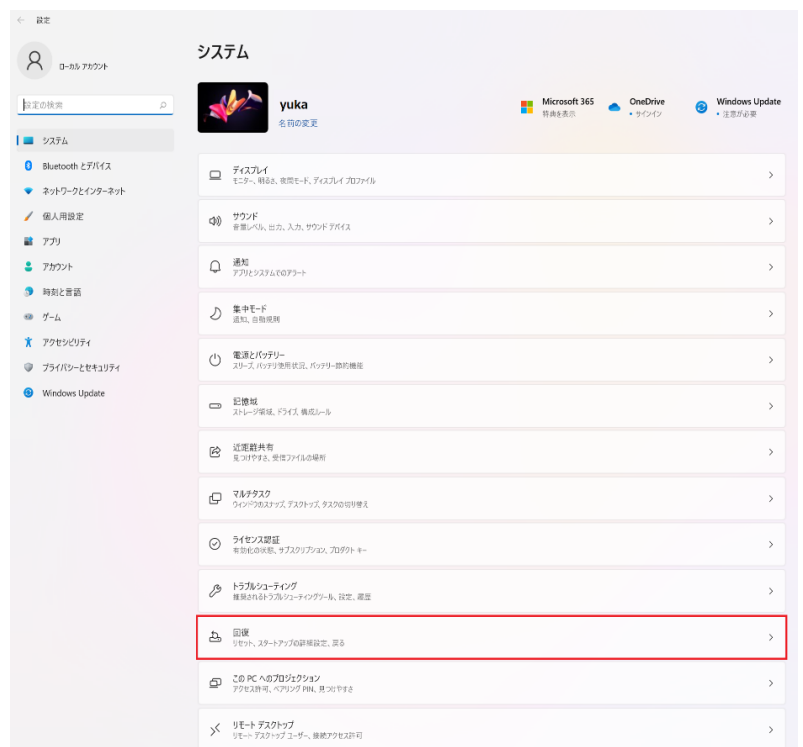 設定
ローカル アカウント
設定の検索
システム
Bluetooth とデバイス
ネットワークとインターネット
個人用設定
アプリ
アカウント
時刻と言語
ゲーム
アクセシビリティ
プライバシーとセキュリティ
Windows Update
システム
yuka
名前の変更
Microsoft 365
特典を表示
OneDrive
• サインイン
Windows Update
• 注意が必要
ディスプレイ
モニター、明るさ、夜間モード、ディスプレイ プロファイル
サウンド
音量レベル、出力、入力、サウンド デバイス
通知
アプリとシステムでのアラート
集中モード
通知、自動規則
電源とバッテリー
スリープ、バッテリ使用状況、バッテリー節約機能
記憶域
ストレージ領域、ドライブ、構成ルール
近距離共有
見つけやすさ、受信ファイルの場所
マルチタスク
ウィンドウのスナップ、デスクトップ、タスクの切り替え
ライセンス認証
有効化の状態、サブスクリプション、プロダクト キー
トラブルシューティング
推奨されるトラブルシューティングツール、設定、履歴
回復
リセット、スタートアップの詳細設定、戻る
この PC へのプロジェクション
アクセス許可、ペアリング PIN、見つけやすさ
リモート デスクトップ
リモート デスクトップ ユーザー、接続アクセス許可